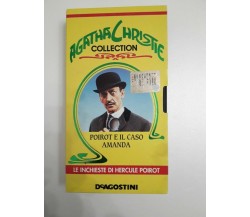 AGATHA CHRISTIE
COLLECTION
POIROT E IL CASO
AMANDA
LE INCHIESTE DI HERCULE POIROT
DEAGOSTINI